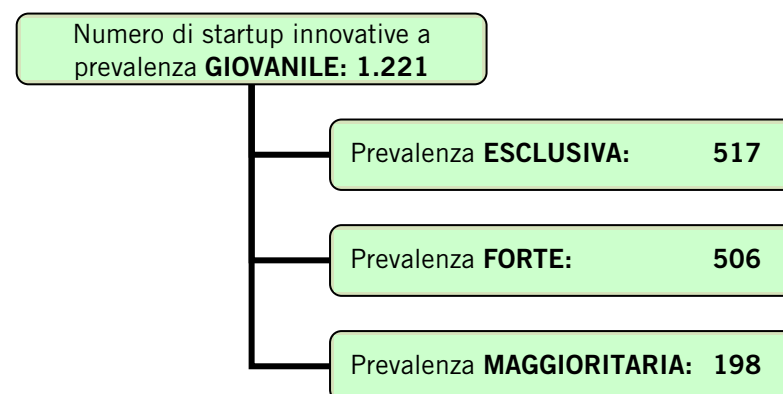 Numero di startup innovative a
prevalenza GIOVANILE: 1.221
Prevalenza ESCLUSIVA: 517
Prevalenza FORTE: 506
Prevalenza MAGGIORITARIA: 198